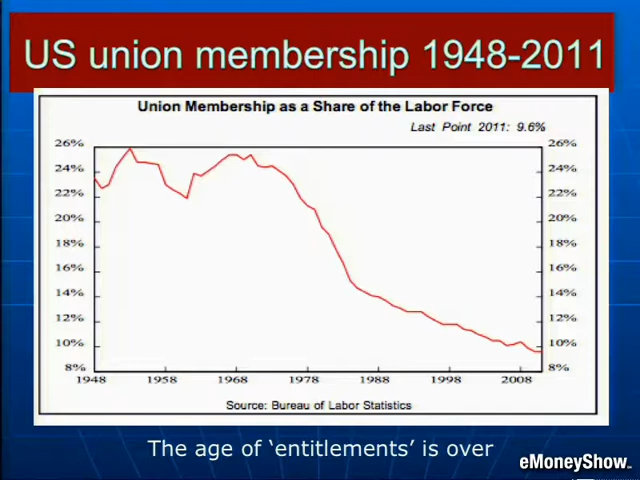 US union membership 1948-2011
Union Membership as a Share of the Labor Force
Last Point 2011: 9.6%
26% 26%
24% 24%
22% 22%
20% 20%
18% 18%
16% 16%
14% 14%
12% 12%
10% 10%
8% 8%
1948 1958 1968 1978 1988 1998 2008
Source: Bureau of Labor Statistics
The age of ‘entitlements’ is over
eMoneyShow.